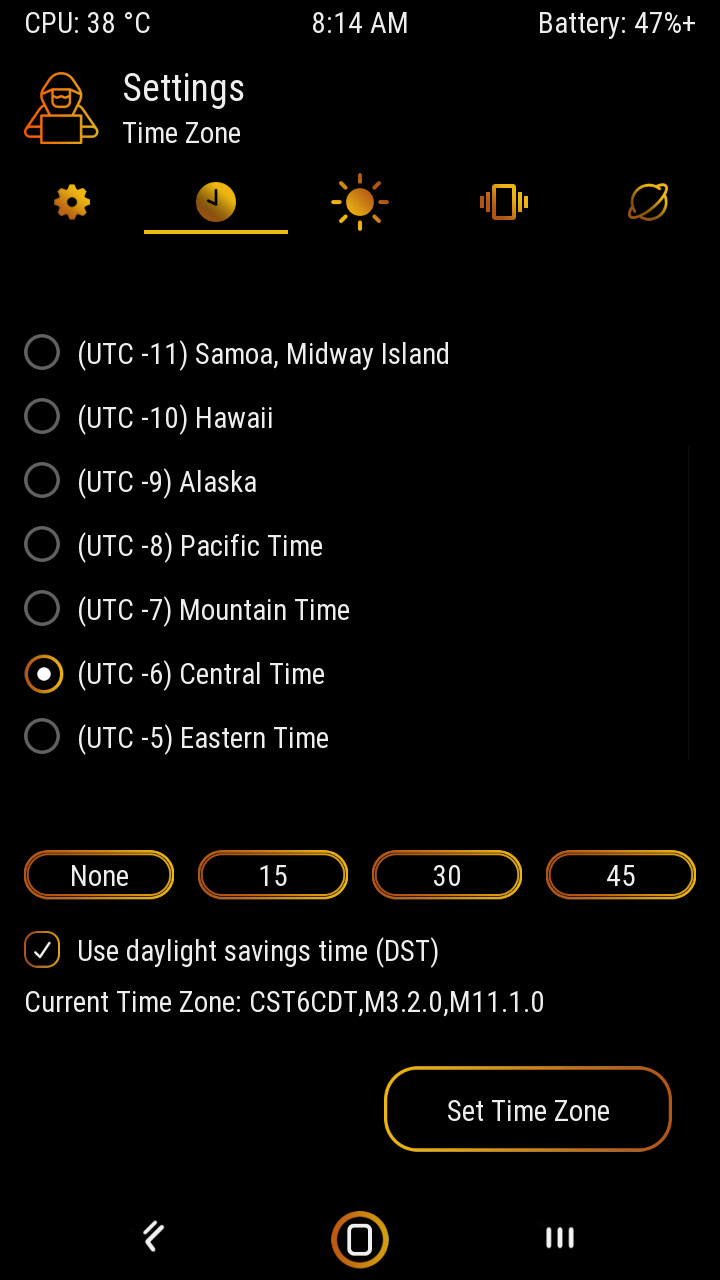 CPU: 38 °C 8:14 AM Battery: 47%+
Settings
Time Zone
(UTC -11) Samoa, Midway Island
(UTC -10) Hawaii
(UTC -9) Alaska
(UTC -8) Pacific Time
(UTC -7) Mountain Time
(UTC -6) Central Time
(UTC -5) Eastern Time
None 15 30 45
Use daylight savings time (DST)
Current Time Zone: CST6CDT,M3.2.0,M11.1.0
Set Time Zone